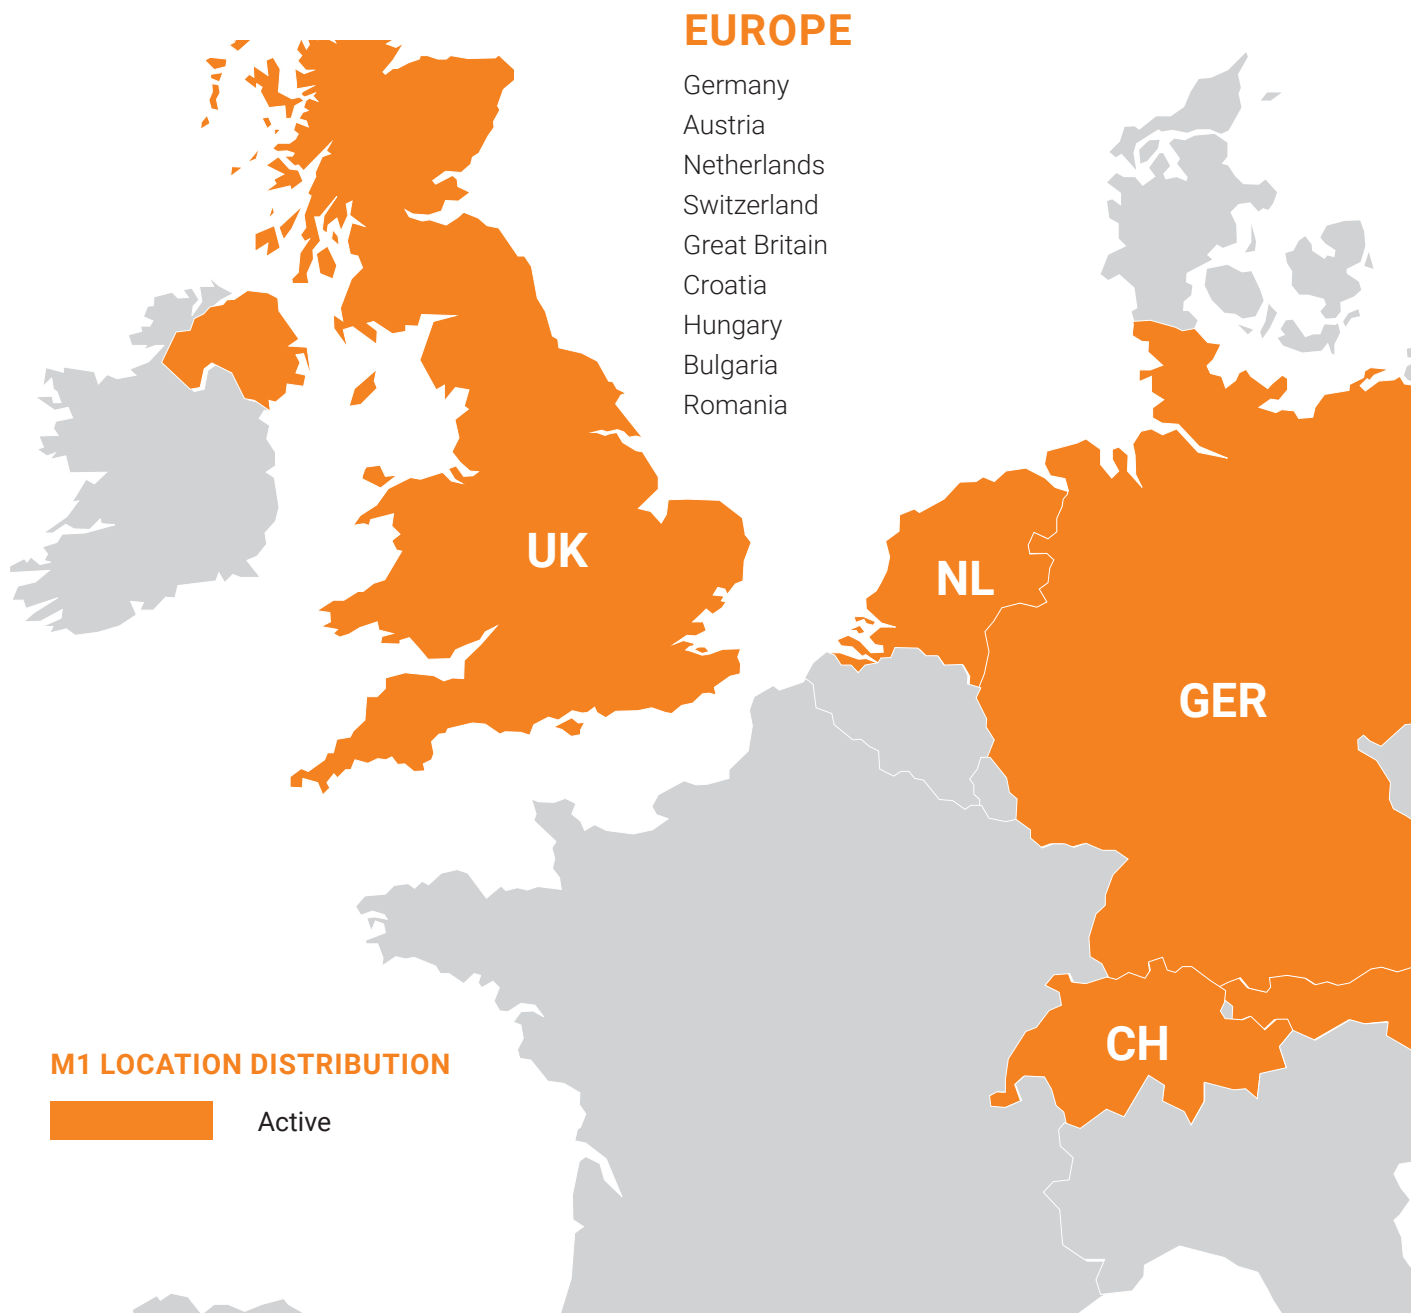 EUROPE
Germany
Austria
Netherlands
Switzerland
Great Britain
Croatia
Hungary
Bulgaria
Romania
UK
NL
GER
CH
M1 LOCATION DISTRIBUTION
Active